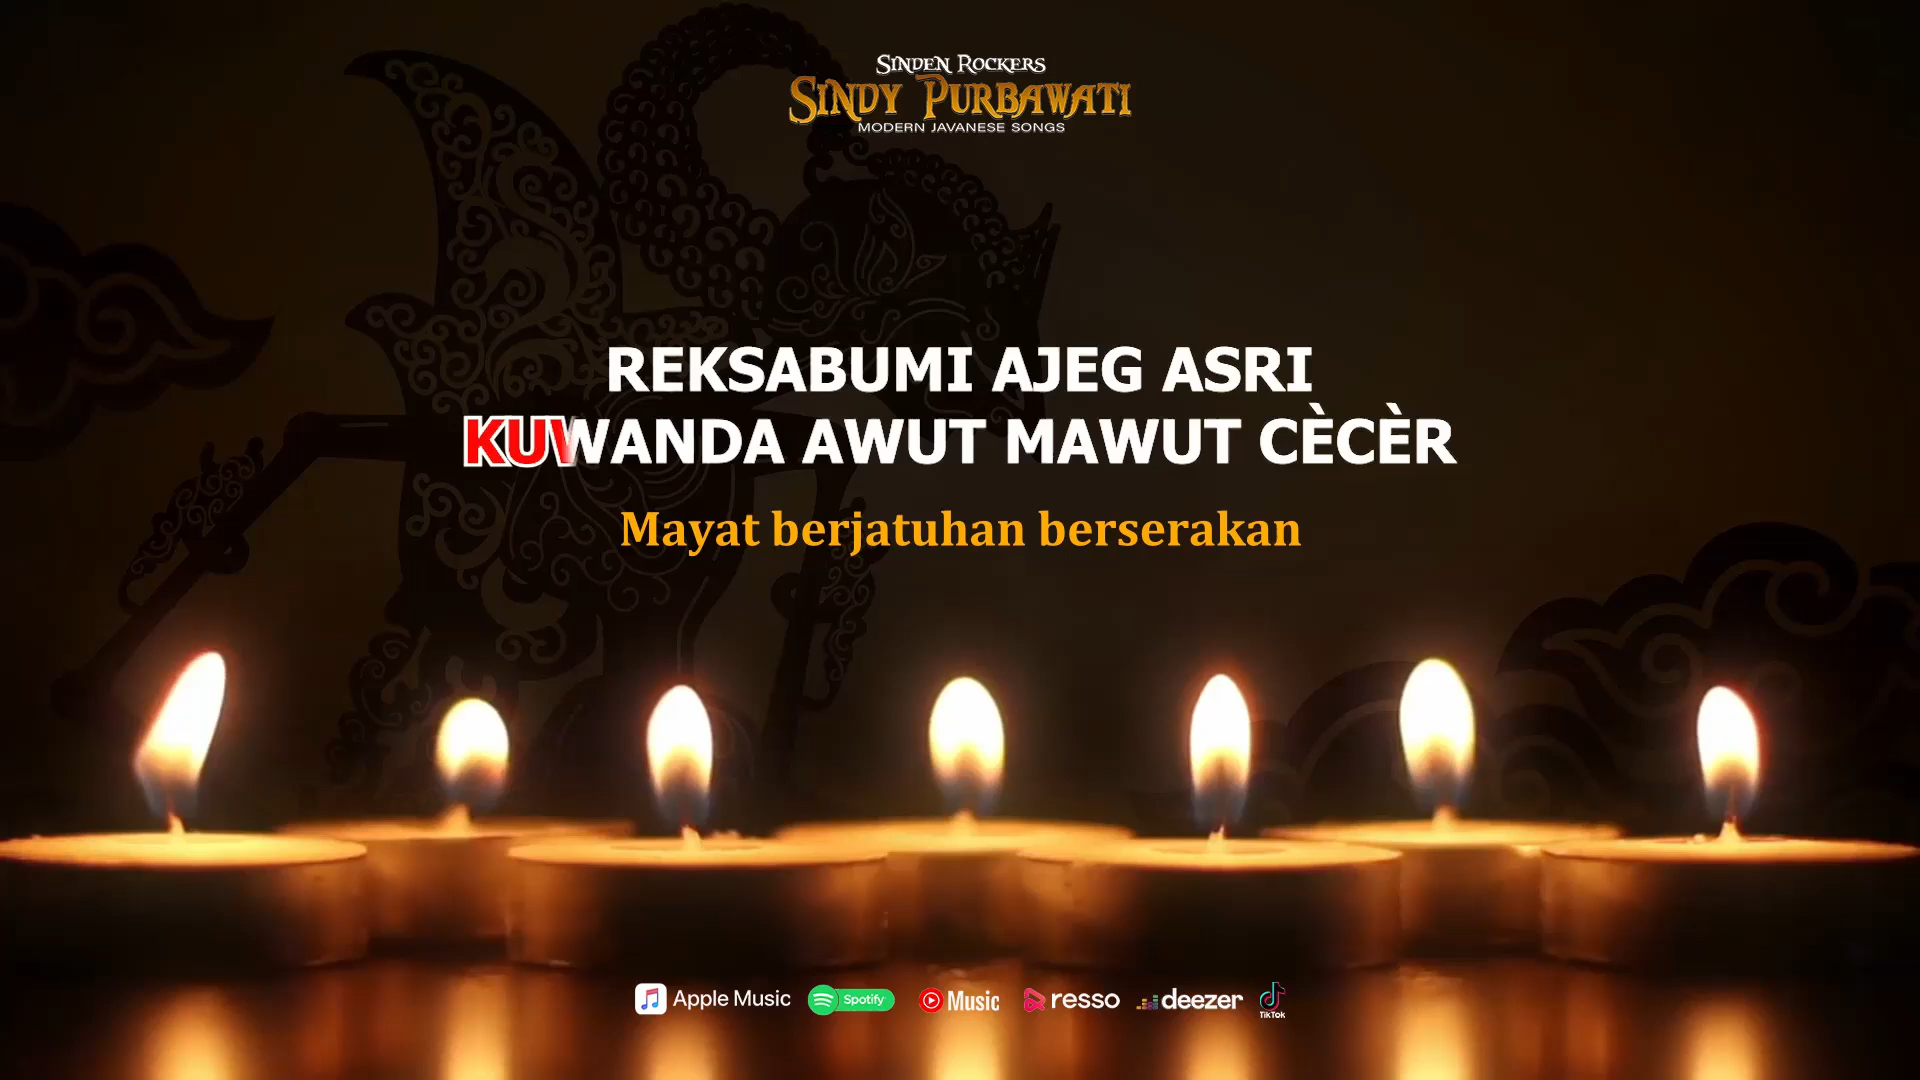 SINDEN ROCKERS
SINDY PURBAWATI
MODERN JAVANESE SONGS
REKSABUMI AJEG ASRI
KUWANDA AWUT MAWUT CÈCÈR
Mayat berjatuhan berserakan
Apple Music Spotify Music resso deezer TikTok